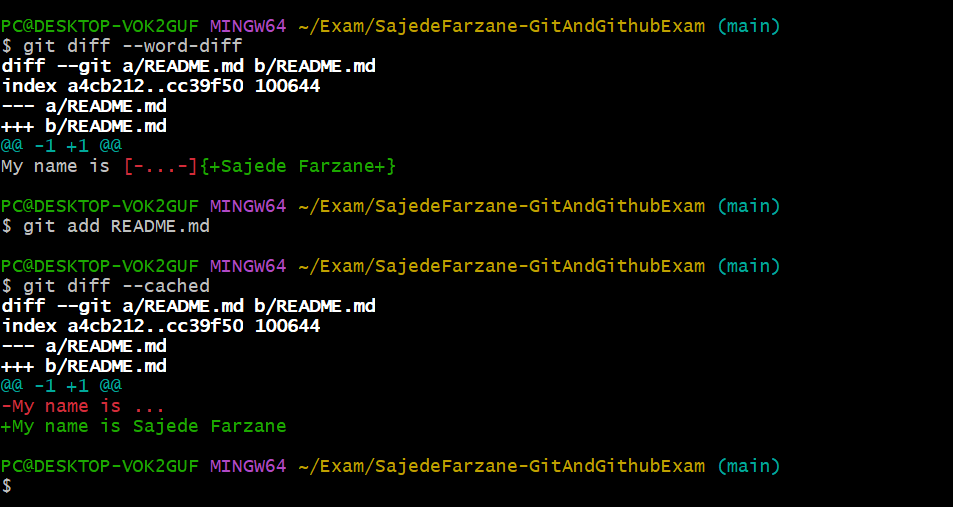 PC@DESKTOP-VOK2GUF MINGW64 ~/Exam/SajedeFarzane-GitAndGithubExam (main)
$ git diff --word-diff
diff --git a/README.md b/README.md
index a4cb212..cc39f50 100644
--- a/README.md
+++ b/README.md
@@ -1 +1 @@
My name is [-...-]{+Sajede Farzane+}
PC@DESKTOP-VOK2GUF MINGW64 ~/Exam/SajedeFarzane-GitAndGithubExam (main)
$ git add README.md
PC@DESKTOP-VOK2GUF MINGW64 ~/Exam/SajedeFarzane-GitAndGithubExam (main)
$ git diff --cached
diff --git a/README.md b/README.md
index a4cb212..cc39f50 100644
--- a/README.md
+++ b/README.md
@@ -1 +1 @@
-My name is ...
+My name is Sajede Farzane
PC@DESKTOP-VOK2GUF MINGW64 ~/Exam/SajedeFarzane-GitAndGithubExam (main)
$